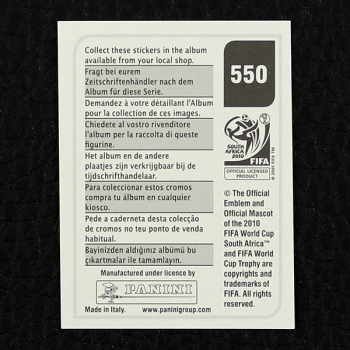 Collect these stickers in the album
available from your local shop.
Fragt bei eurem
Zeitschriftenhändler nach dem
Album für diese Serie.
Demandez à votre détaillant l'Album
pour la collection de ces images.
Chiedete al vostro rivenditore
l'album per la raccolta di queste
figurine.
Het album en de andere
plaatjes zijn verkrijgbaar bij de
tijdschrifthandelaar.
Para coleccionar estos cromos
compra tu álbum en cualquier
kiosco.
Pede a caderneta desta colecção
de cromos no teu ponto de venda
habitual.
Bayinizden aldığınız albümü bu
çıkartmalar ile tamamlayın.
Manufactured under licence by
PANINI
Made in Italy.
www.paninigroup.com
550
SOUTH AFRICA
2010
FIFA
© 2005 FIFA TM
OFFICIAL LICENSED
PRODUCT
© The Official
Emblem and
Official Mascot
of the 2010
FIFA World Cup
South Africa™
and FIFA World
Cup Trophy are
copyrights and
trademarks of
FIFA. All rights
reserved.